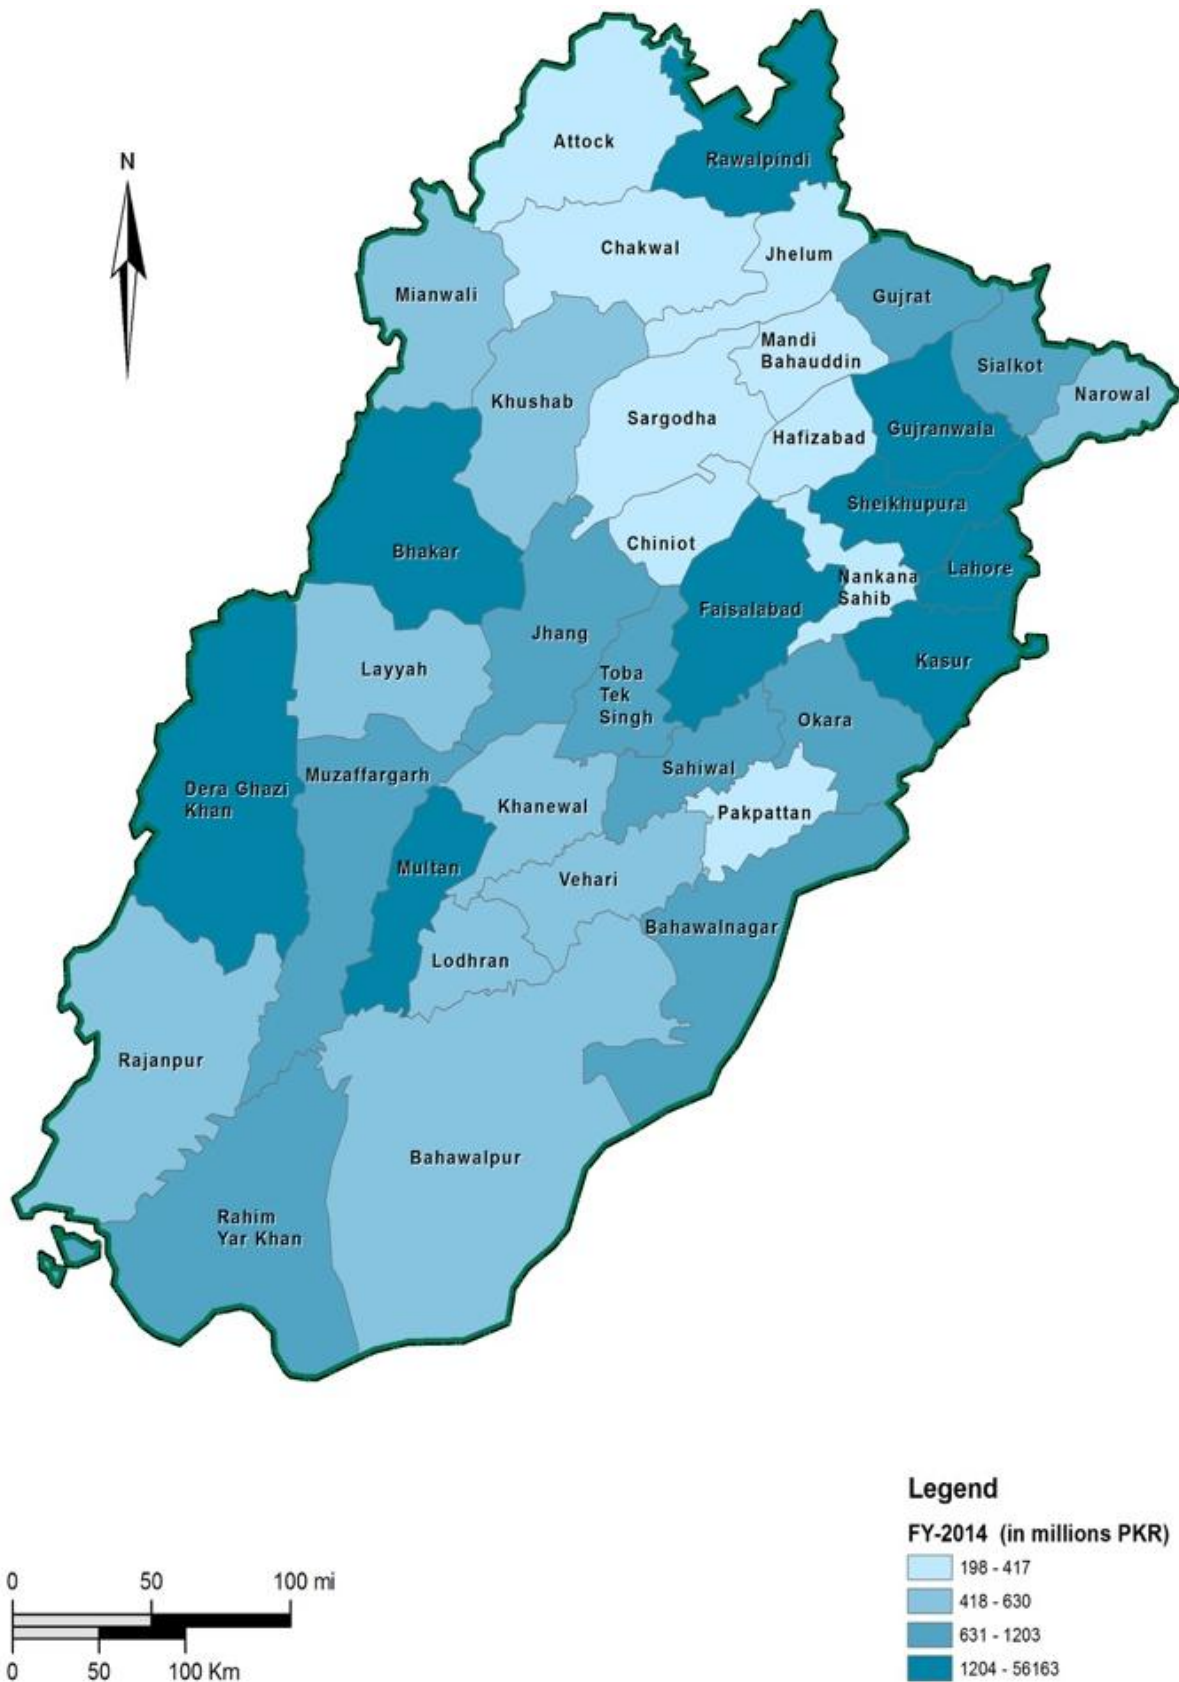 N
Attock
Rawalpindi
Chakwal
Jhelum
Mianwali
Gujrat
Mandi
Bahauddin
Sialkot
Narowal
Khushab
Sargodha
Hafizabad
Gujranwala
Sheikhupura
Chiniot
Bhakar
Lahore
Nankana
Sahib
Faisalabad
Jhang
Layyah
Toba
Tek
Singh
Kasur
Okara
Sahiwal
Muzaffargarh
Dera Ghazi
Khan
Khanewal
Pakpattan
Multan
Vehari
Bahawalnagar
Lodhran
Rajanpur
Bahawalpur
Rahim
Yar Khan
Legend
FY-2014 (in millions PKR)
198 - 417
418 - 630
631 - 1203
1204 - 56163
0 50 100 mi
0 50 100 Km